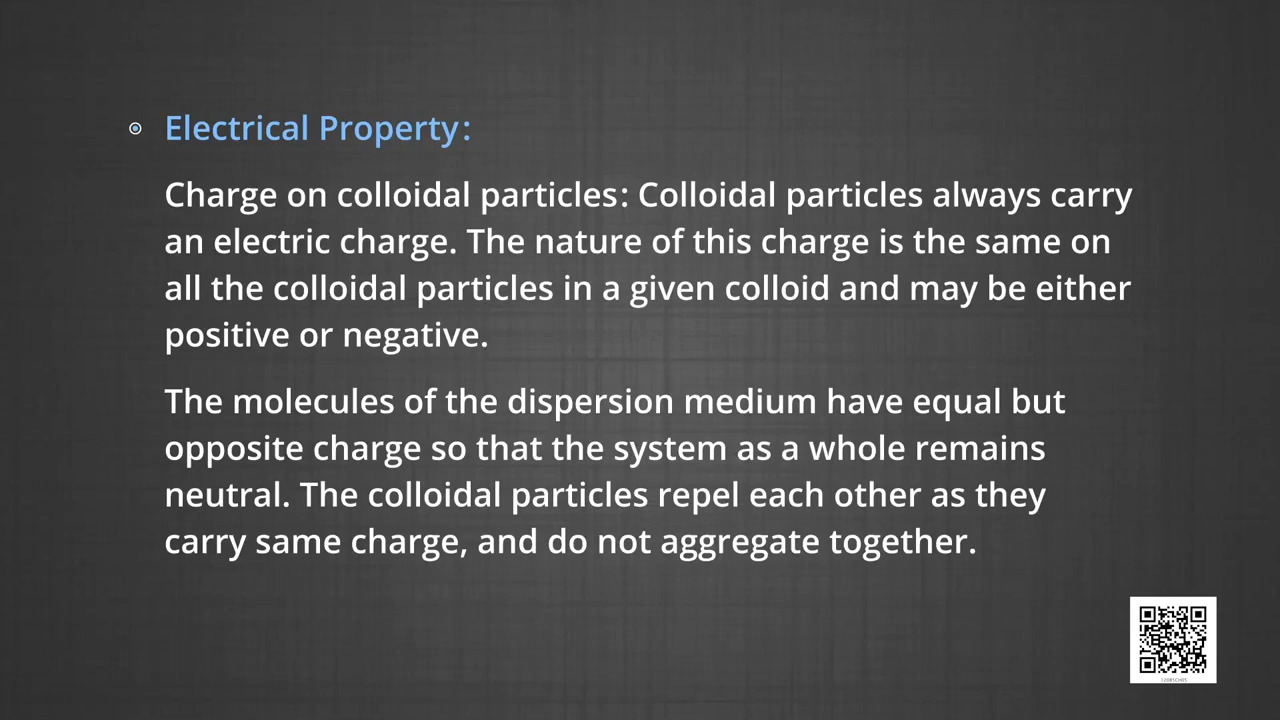 Electrical Property:
Charge on colloidal particles: Colloidal particles always carry
an electric charge. The nature of this charge is the same on
all the colloidal particles in a given colloid and may be either
positive or negative.
The molecules of the dispersion medium have equal but
opposite charge so that the system as a whole remains
neutral. The colloidal particles repel each other as they
carry same charge, and do not aggregate together.